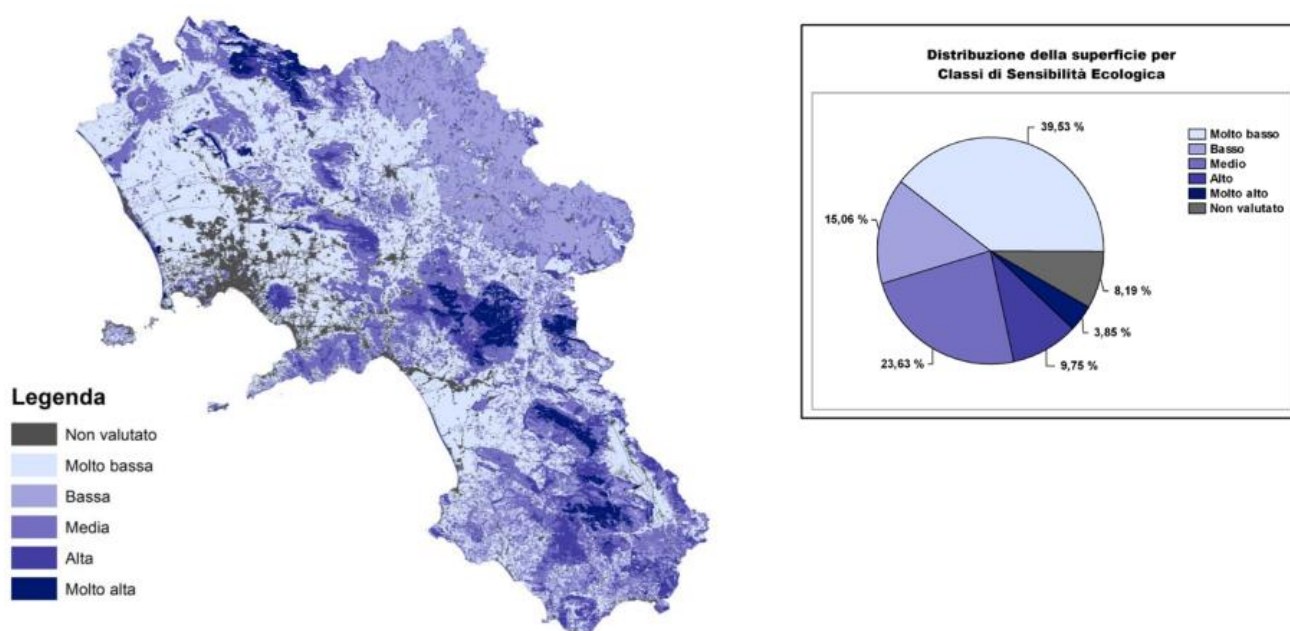 Legenda
Non valutato
Molto bassa
Bassa
Media
Alta
Molto alta
Distribuzione della superficie per
Classi di Sensibilità Ecologica
39,53 %
15,06 %
23,63 %
9,75 %
3,85 %
8,19 %
Molto basso
Basso
Medio
Alto
Molto alto
Non valutato